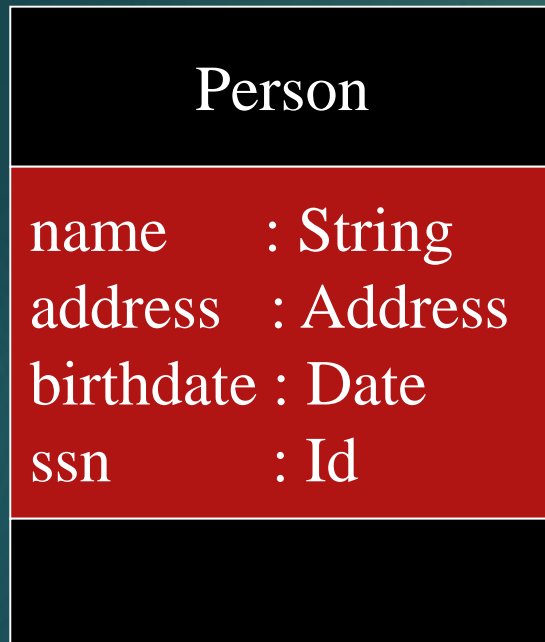 Person
name : String
address : Address
birthdate : Date
ssn : Id